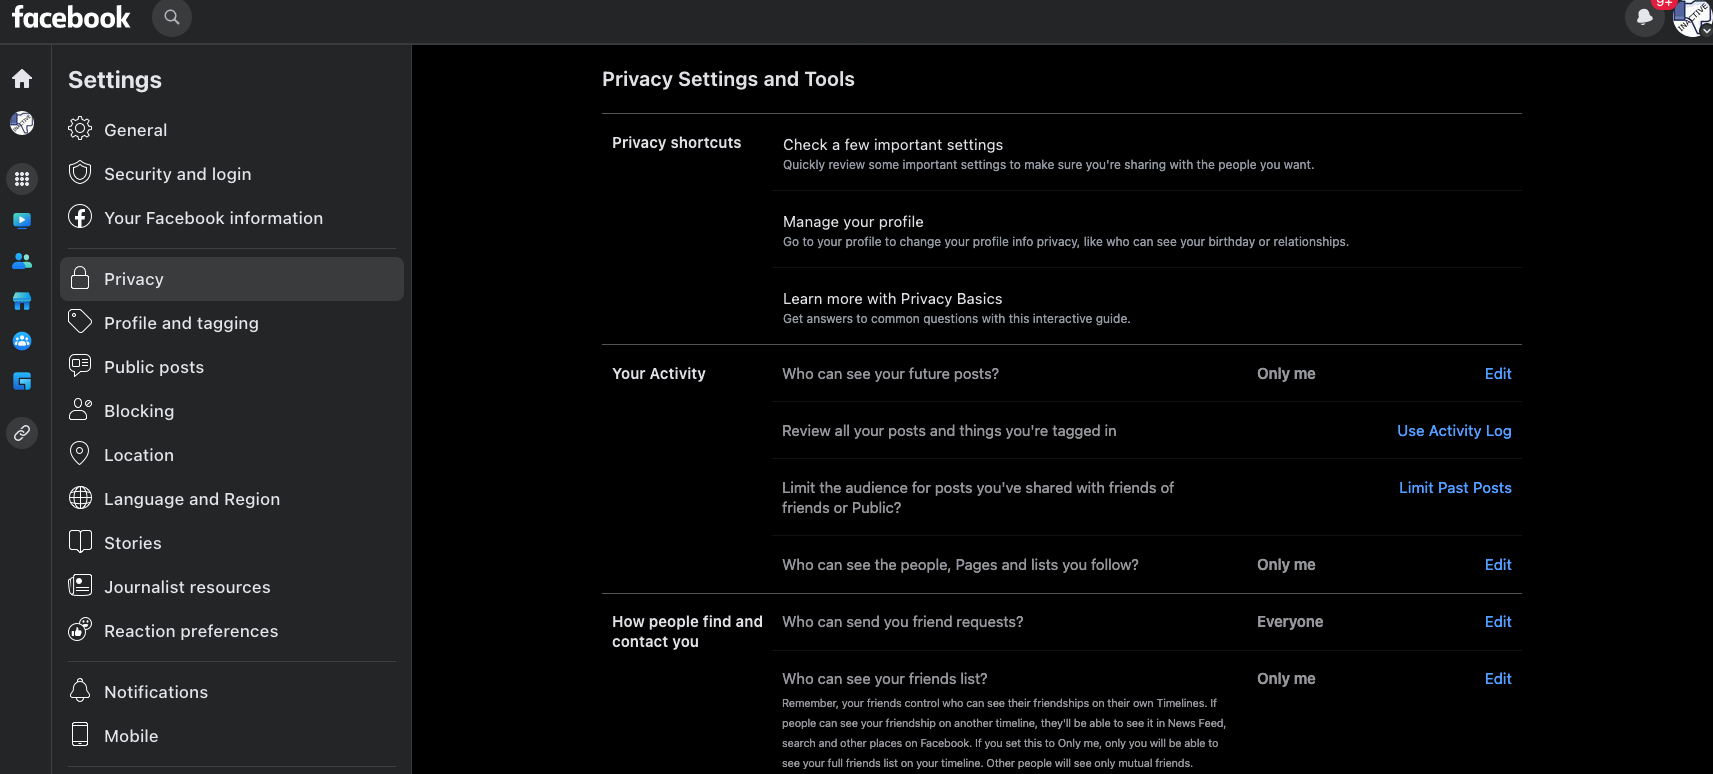 facebook
9+
INACTIVE
Settings
General
Security and login
Your Facebook information
Privacy
Profile and tagging
Public posts
Blocking
Location
Language and Region
Stories
Journalist resources
Reaction preferences
Notifications
Mobile
Privacy Settings and Tools
Privacy shortcuts
Check a few important settings
Quickly review some important settings to make sure you're sharing with the people you want.
Manage your profile
Go to your profile to change your profile info privacy, like who can see your birthday or relationships.
Learn more with Privacy Basics
Get answers to common questions with this interactive guide.
Your Activity
Who can see your future posts? Only me Edit
Review all your posts and things you're tagged in Use Activity Log
Limit the audience for posts you've shared with friends of Limit Past Posts
friends or Public?
Who can see the people, Pages and lists you follow? Only me Edit
How people find and
contact you
Who can send you friend requests? Everyone Edit
Who can see your friends list? Only me Edit
Remember, your friends control who can see their friendships on their own Timelines. If
people can see your friendship on another timeline, they'll be able to see it in News Feed,
search and other places on Facebook. If you set this to Only me, only you will be able to
see your full friends list on your timeline. Other people will see only mutual friends.